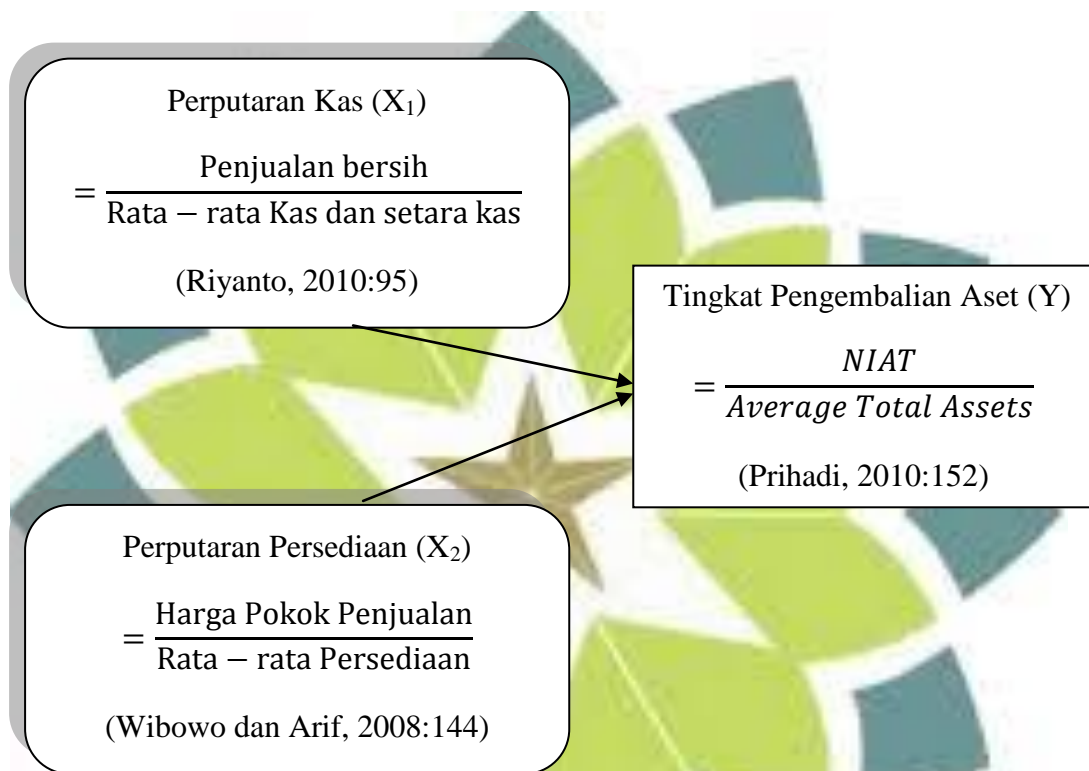 Perputaran Kas (X₁)
= Penjualan bersih
Rata – rata Kas dan setara kas
(Riyanto, 2010:95)
Tingkat Pengembalian Aset (Y)
= NIAT
Average Total Assets
(Prihadi, 2010:152)
Perputaran Persediaan (X₂)
= Harga Pokok Penjualan
Rata – rata Persediaan
(Wibowo dan Arif, 2008:144)